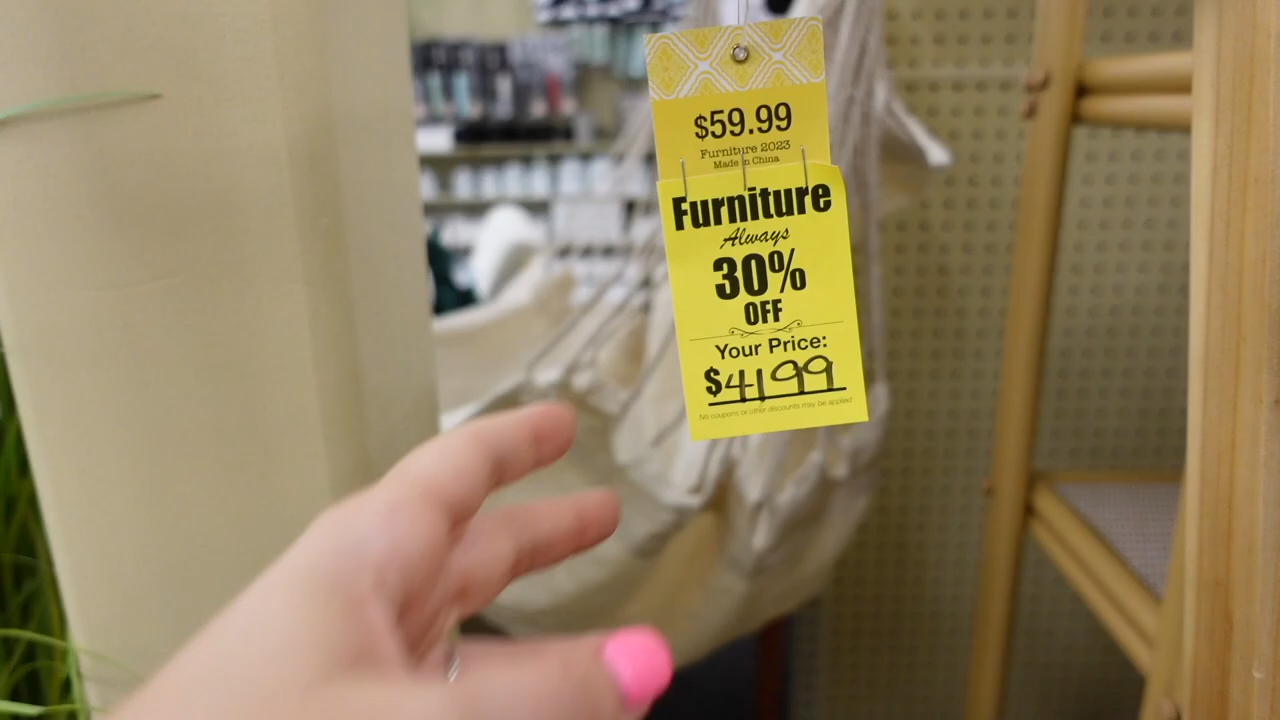 $59.99
Furniture 2023
Made in China
Furniture
Always
30%
OFF
Your Price:
$4199
No coupons or other discounts may be applied